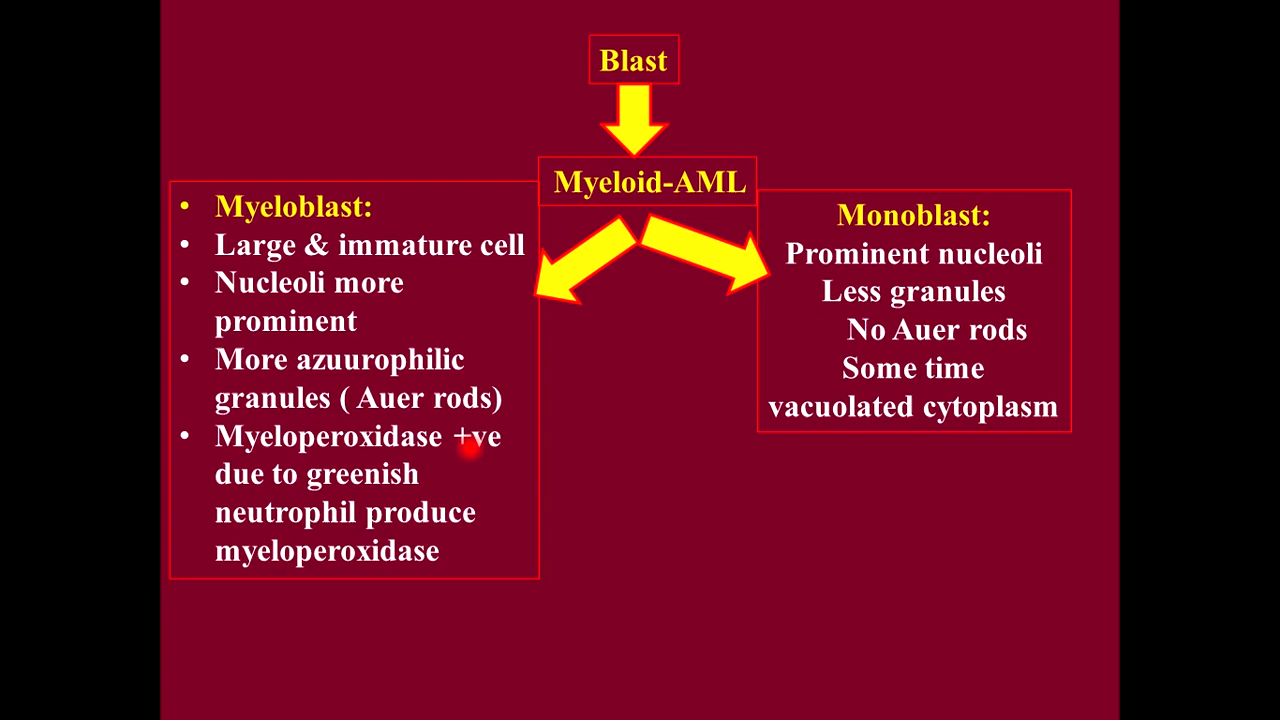 Blast
Myeloid-AML
• Myeloblast:
• Large & immature cell
• Nucleoli more
prominent
• More azuurophilic
granules ( Auer rods)
• Myeloperoxidase +ve
due to greenish
neutrophil produce
myeloperoxidase
Monoblast:
Prominent nucleoli
Less granules
No Auer rods
Some time
vacuolated cytoplasm